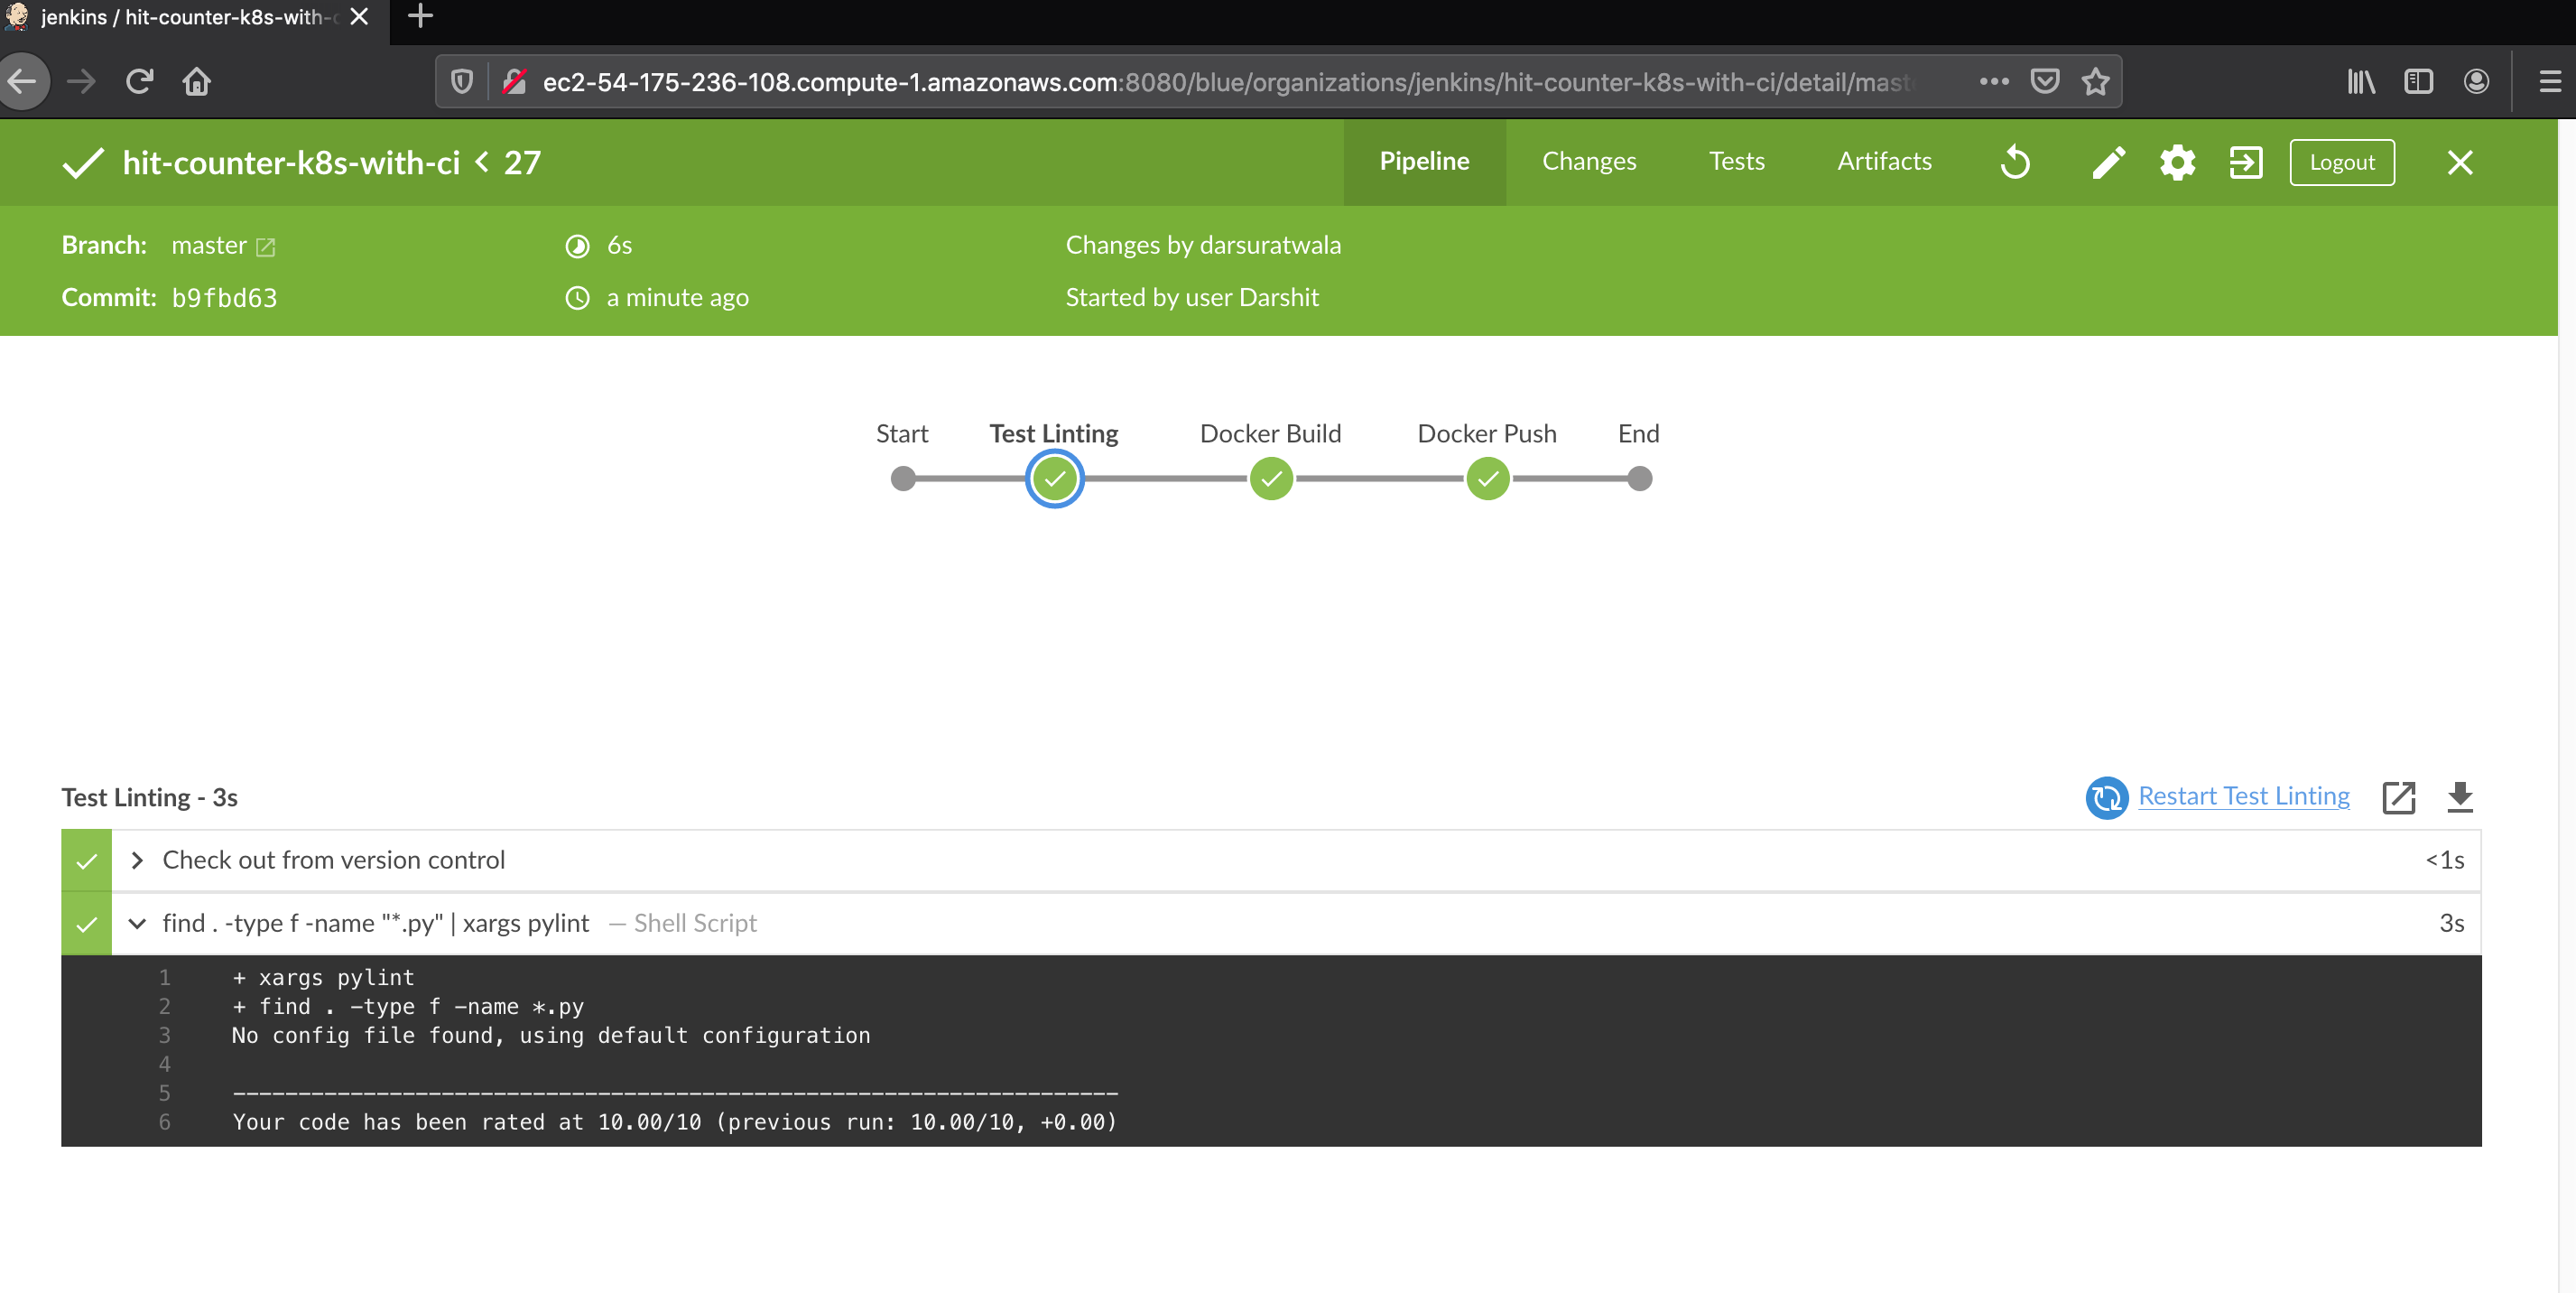 jenkins / hit-counter-k8s-with-
ec2-54-175-236-108.compute-1.amazonaws.com:8080/blue/organizations/jenkins/hit-counter-k8s-with-ci/detail/mast
hit-counter-k8s-with-ci < 27
Pipeline Changes Tests Artifacts Logout
Branch: master 6s Changes by darsuratwala
Commit: b9fbd63 a minute ago Started by user Darshit
Start Test Linting Docker Build Docker Push End
Test Linting - 3s Restart Test Linting
Check out from version control <1s
find . -type f -name "*.py" | xargs pylint — Shell Script 3s
1 + xargs pylint
2 + find . -type f -name *.py
3 No config file found, using default configuration
4
5 --------------------------------------------------------------------
6 Your code has been rated at 10.00/10 (previous run: 10.00/10, +0.00)